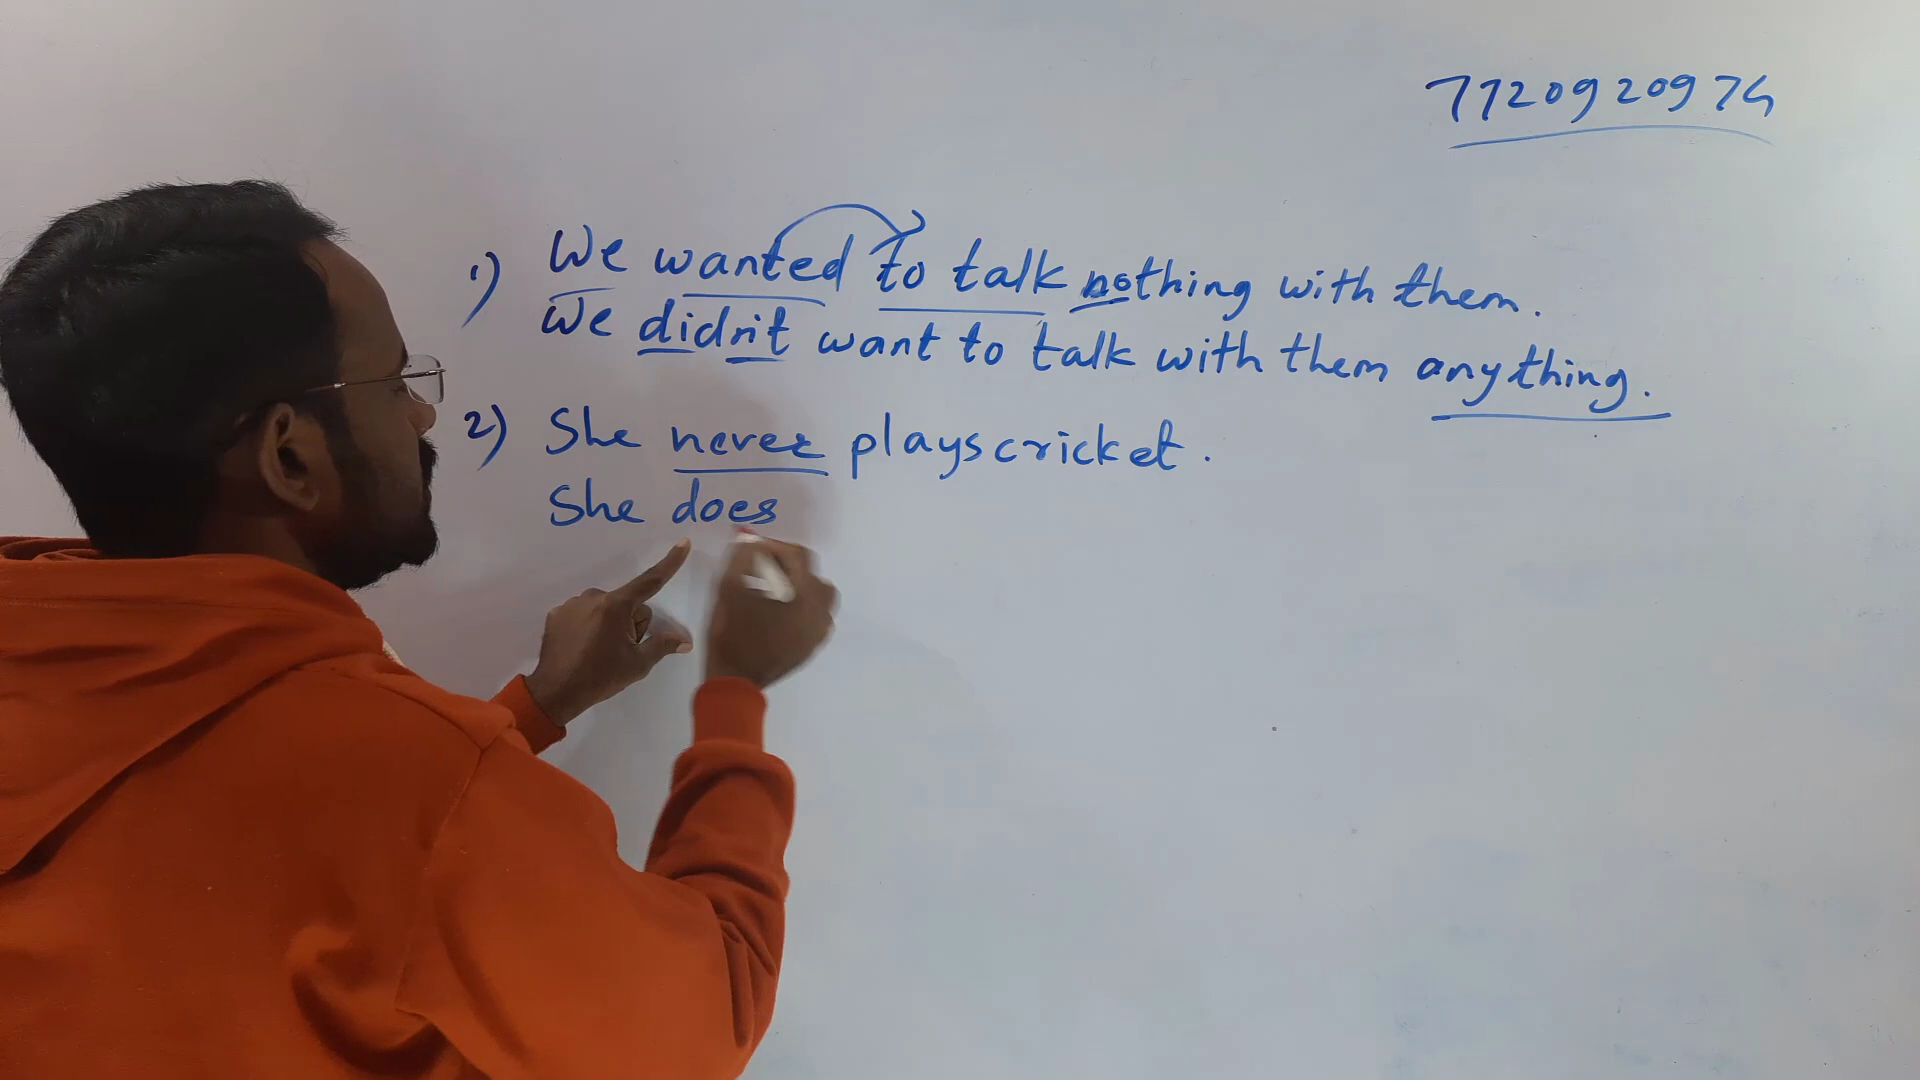 7720920974
1) We wanted to talk nothing with them.
We didn't want to talk with them anything.
2) She never plays cricket.
She does